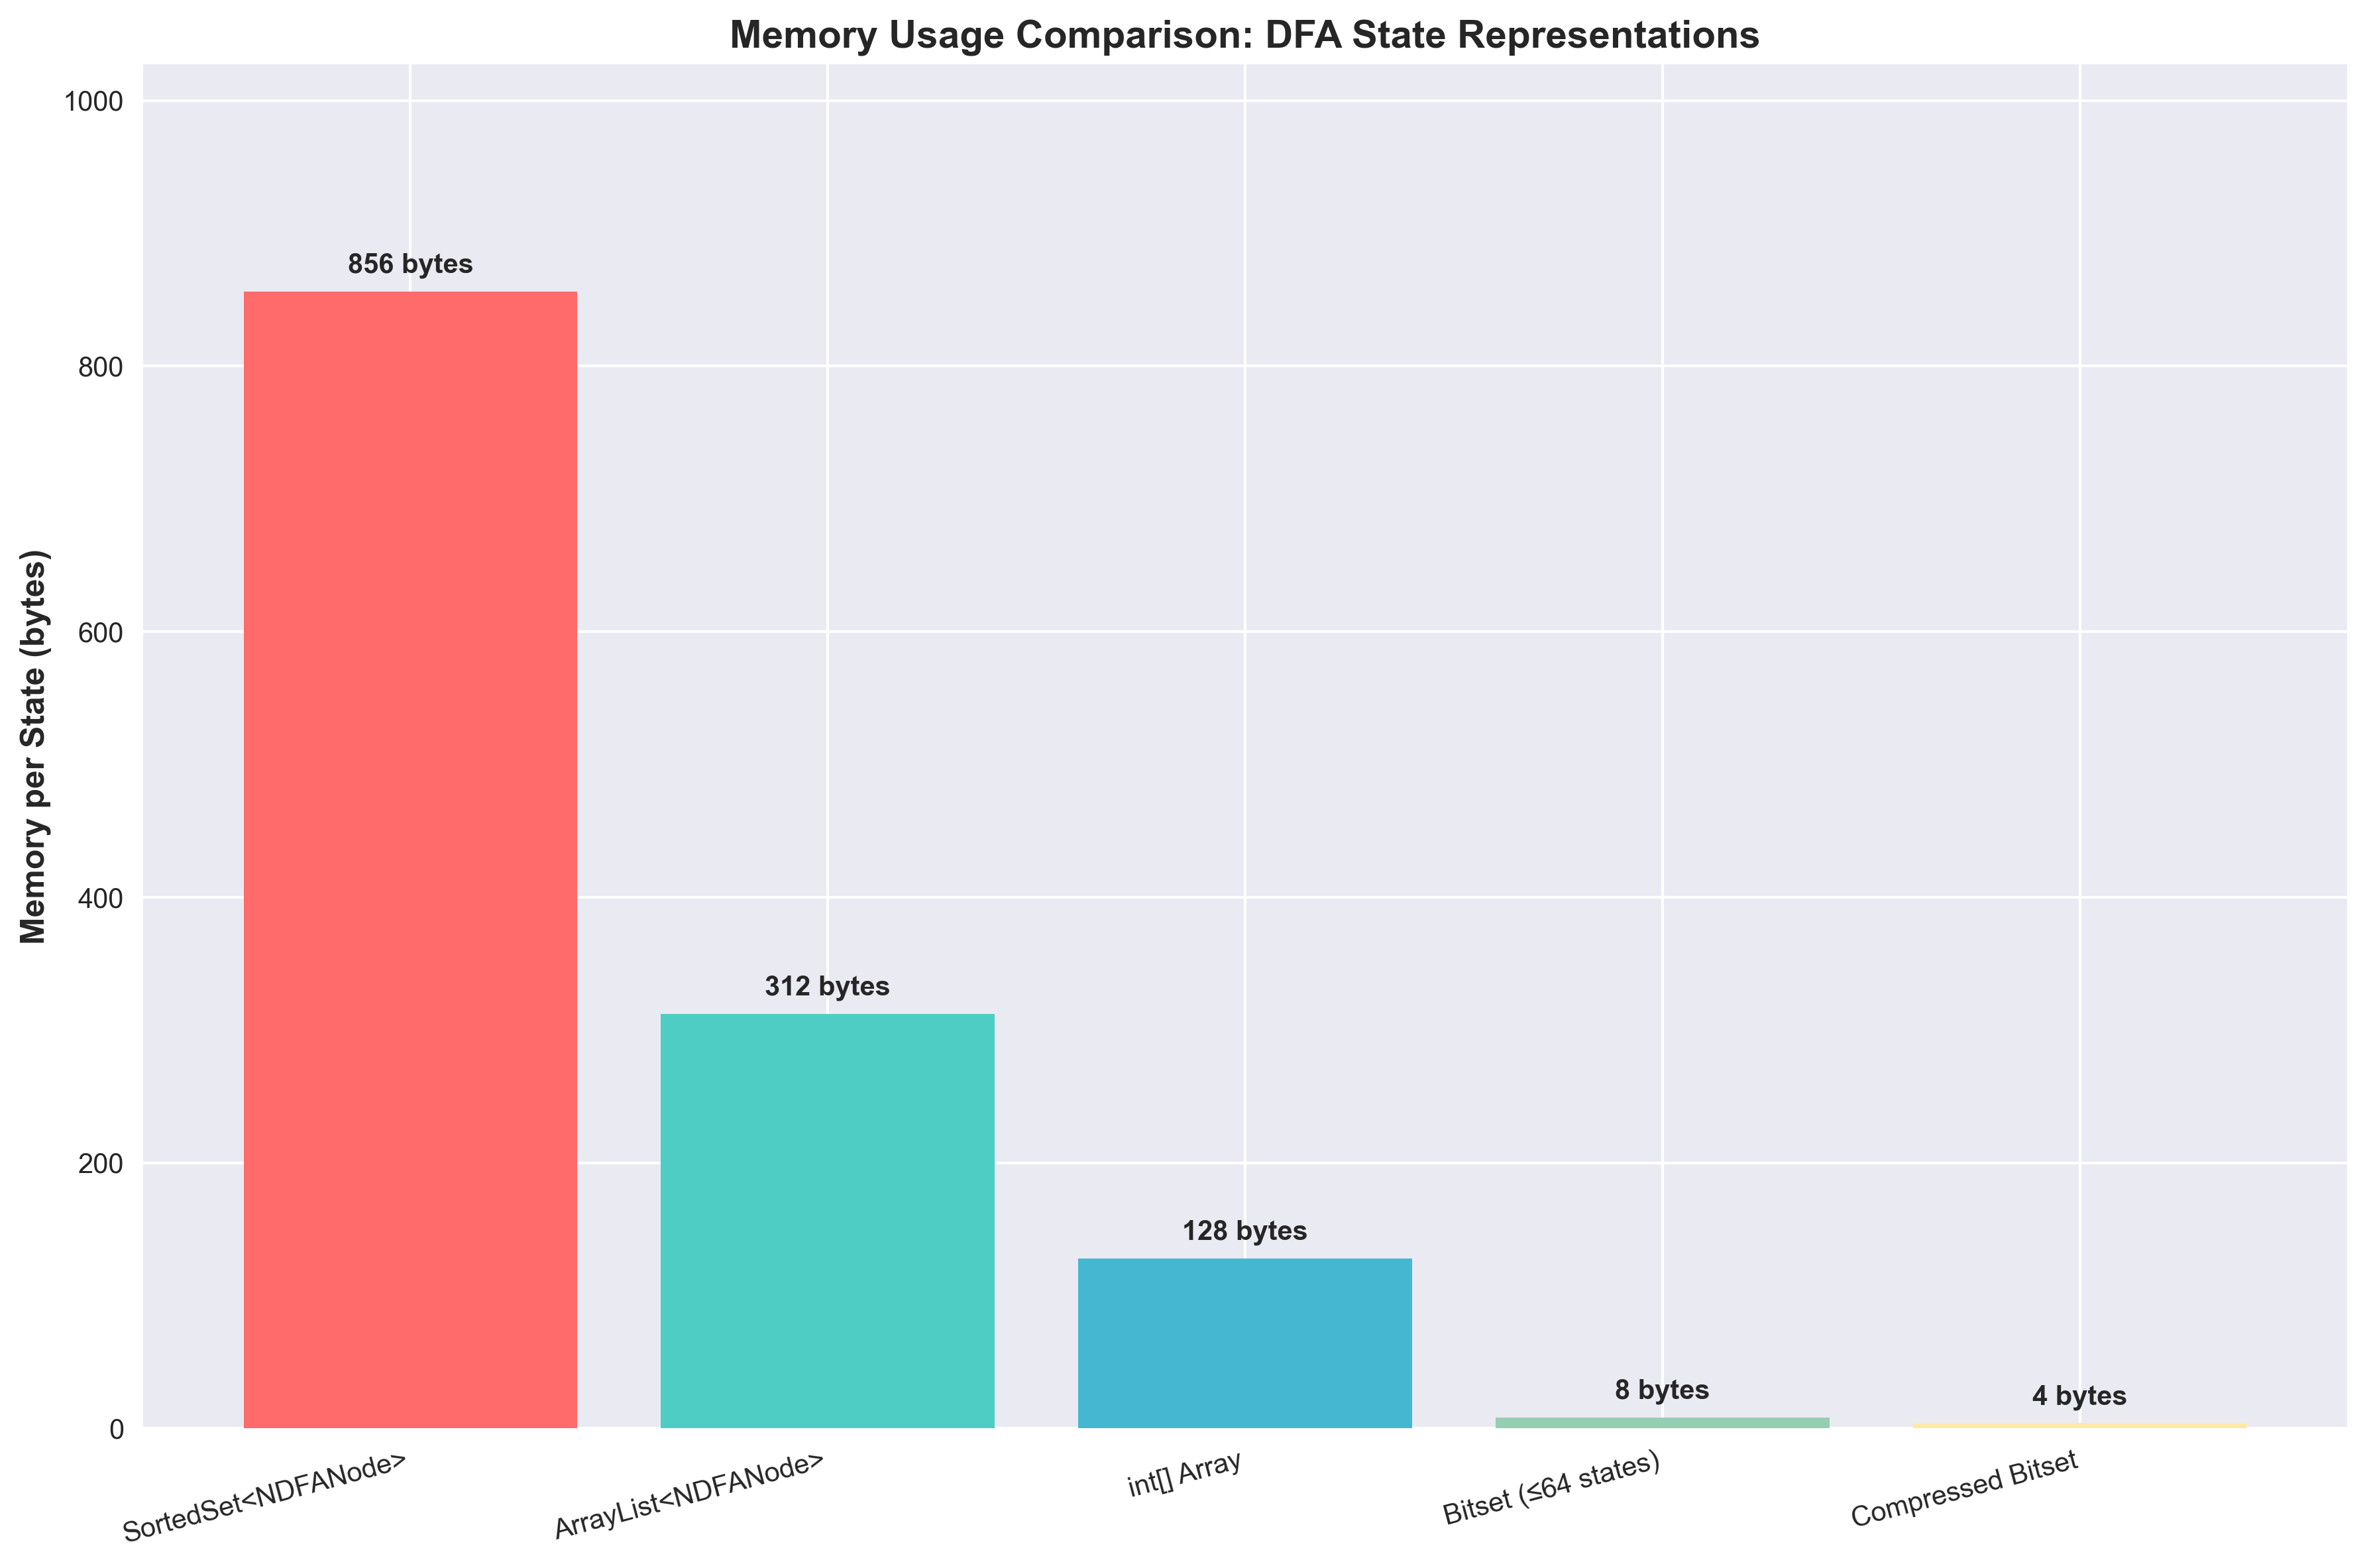 Memory Usage Comparison: DFA State Representations
Memory per State (bytes)
1000
800
600
400
200
0
856 bytes
312 bytes
128 bytes
8 bytes
4 bytes
SortedSet<NDFANode>
ArrayList<NDFANode>
int[] Array
Bitset (≤64 states)
Compressed Bitset